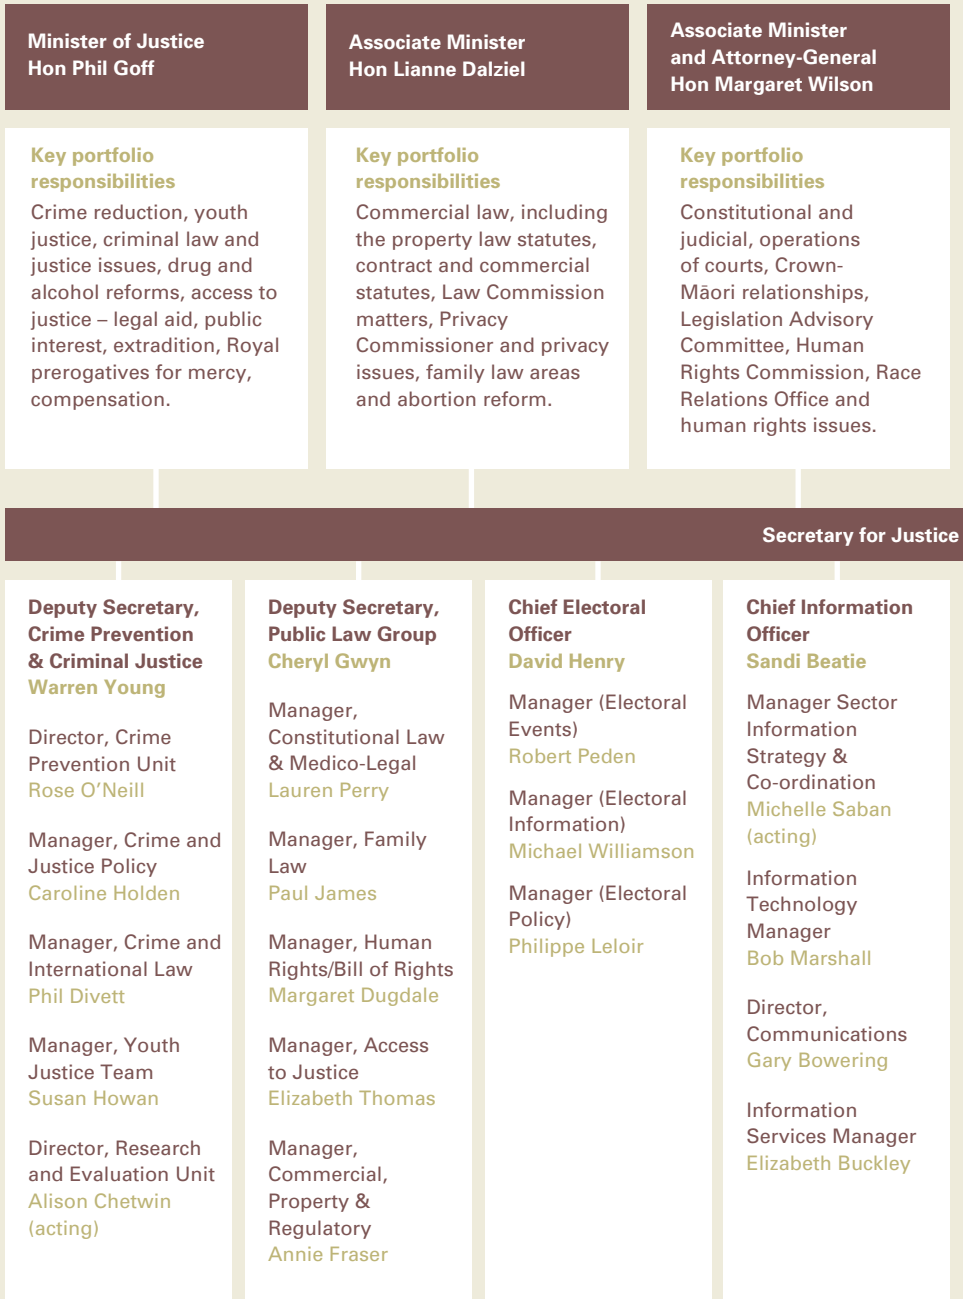 Minister of Justice
Hon Phil Goff
Associate Minister
Hon Lianne Dalziel
Associate Minister
and Attorney-General
Hon Margaret Wilson
Key portfolio
responsibilities
Crime reduction, youth
justice, criminal law and
justice issues, drug and
alcohol reforms, access to
justice – legal aid, public
interest, extradition, Royal
prerogatives for mercy,
compensation.
Key portfolio
responsibilities
Commercial law, including
the property law statutes,
contract and commercial
statutes, Law Commission
matters, Privacy
Commissioner and privacy
issues, family law areas
and abortion reform.
Key portfolio
responsibilities
Constitutional and
judicial, operations
of courts, Crown-
Māori relationships,
Legislation Advisory
Committee, Human
Rights Commission, Race
Relations Office and
human rights issues.
Secretary for Justice
Deputy Secretary,
Crime Prevention
& Criminal Justice
Warren Young
Director, Crime
Prevention Unit
Rose O’Neill
Manager, Crime and
Justice Policy
Caroline Holden
Manager, Crime and
International Law
Phil Divett
Manager, Youth
Justice Team
Susan Howan
Director, Research
and Evaluation Unit
Alison Chetwin
(acting)
Deputy Secretary,
Public Law Group
Cheryl Gwyn
Manager,
Constitutional Law
& Medico-Legal
Lauren Perry
Manager, Family
Law
Paul James
Manager, Human
Rights/Bill of Rights
Margaret Dugdale
Manager, Access
to Justice
Elizabeth Thomas
Manager,
Commercial,
Property &
Regulatory
Annie Fraser
Chief Electoral
Officer
David Henry
Manager (Electoral
Events)
Robert Peden
Manager (Electoral
Information)
Michael Williamson
Manager (Electoral
Policy)
Philippe Leloir
Chief Information
Officer
Sandi Beatie
Manager Sector
Information
Strategy &
Co-ordination
Michelle Saban
(acting)
Information
Technology
Manager
Bob Marshall
Director,
Communications
Gary Bowering
Information
Services Manager
Elizabeth Buckley